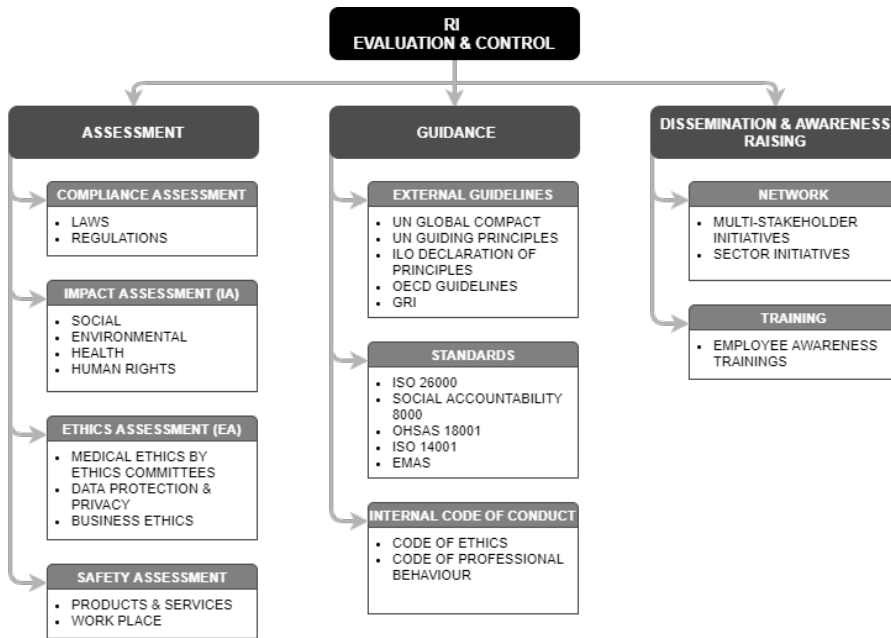 RI
EVALUATION & CONTROL
ASSESSMENT
COMPLIANCE ASSESSMENT
• LAWS
• REGULATIONS
IMPACT ASSESSMENT (IA)
• SOCIAL
• ENVIRONMENTAL
• HEALTH
• HUMAN RIGHTS
ETHICS ASSESSMENT (EA)
• MEDICAL ETHICS BY
ETHICS COMMITTEES
• DATA PROTECTION &
PRIVACY
• BUSINESS ETHICS
SAFETY ASSESSMENT
• PRODUCTS & SERVICES
• WORK PLACE
GUIDANCE
EXTERNAL GUIDELINES
• UN GLOBAL COMPACT
• UN GUIDING PRINCIPLES
• ILO DECLARATION OF
PRINCIPLES
• OECD GUIDELINES
• GRI
STANDARDS
• ISO 26000
• SOCIAL ACCOUNTABILITY
8000
• OHSAS 18001
• ISO 14001
• EMAS
INTERNAL CODE OF CONDUCT
• CODE OF ETHICS
• CODE OF PROFESSIONAL
BEHAVIOUR
DISSEMINATION & AWARENESS
RAISING
NETWORK
• MULTI-STAKEHOLDER
INITIATIVES
• SECTOR INITIATIVES
TRAINING
• EMPLOYEE AWARENESS
TRAININGS